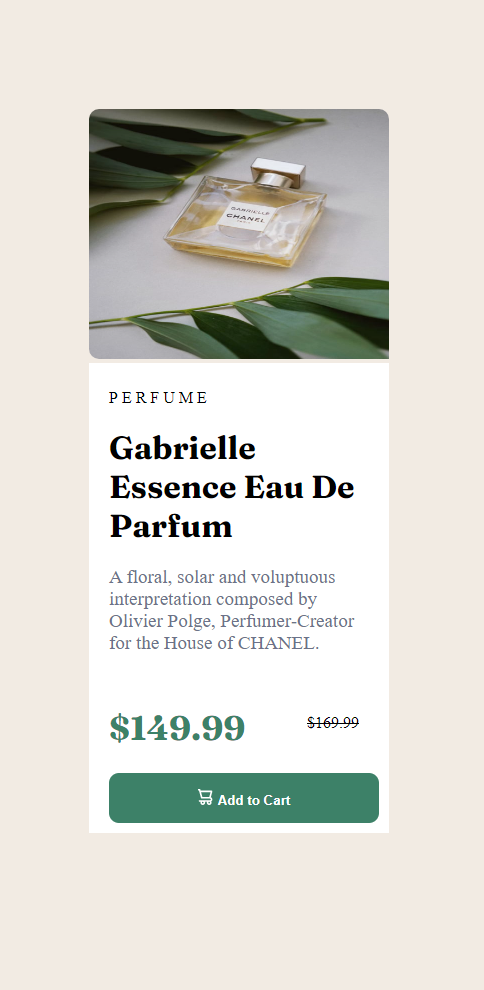 GABRIELLE
CHANEL
PERFUME
Gabrielle
Essence Eau De
Parfum
A floral, solar and voluptuous
interpretation composed by
Olivier Polge, Perfumer-Creator
for the House of CHANEL.
$149.99 $169.99
Add to Cart